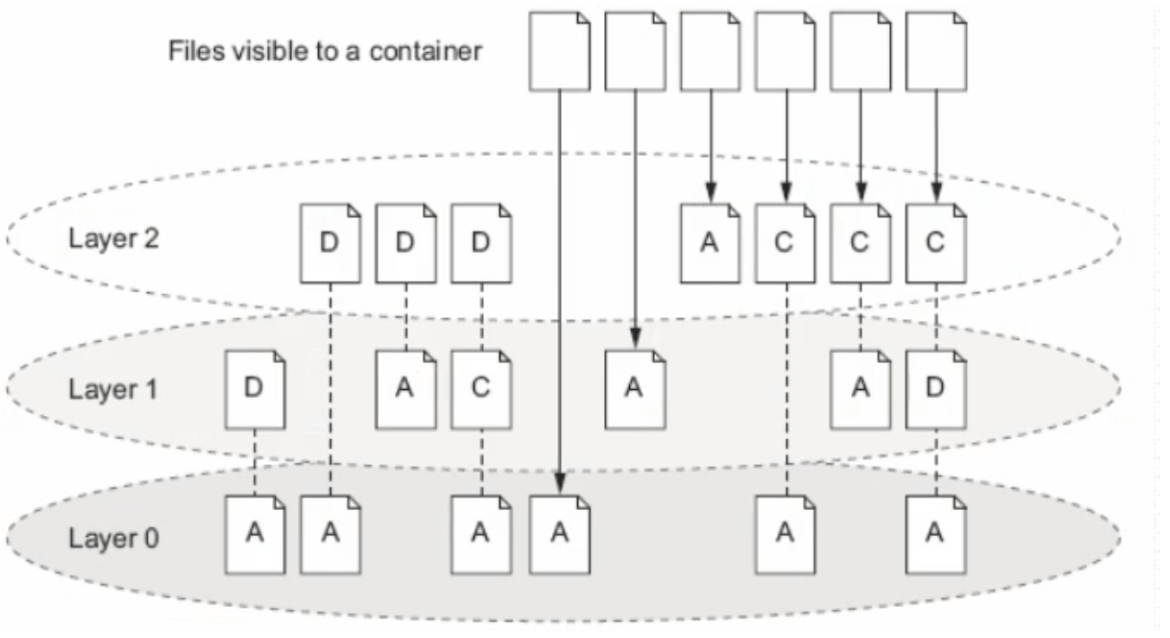 Files visible to a container
Layer 2 D D D A C C C
Layer 1 D A C A A D
Layer 0 A A A A A A